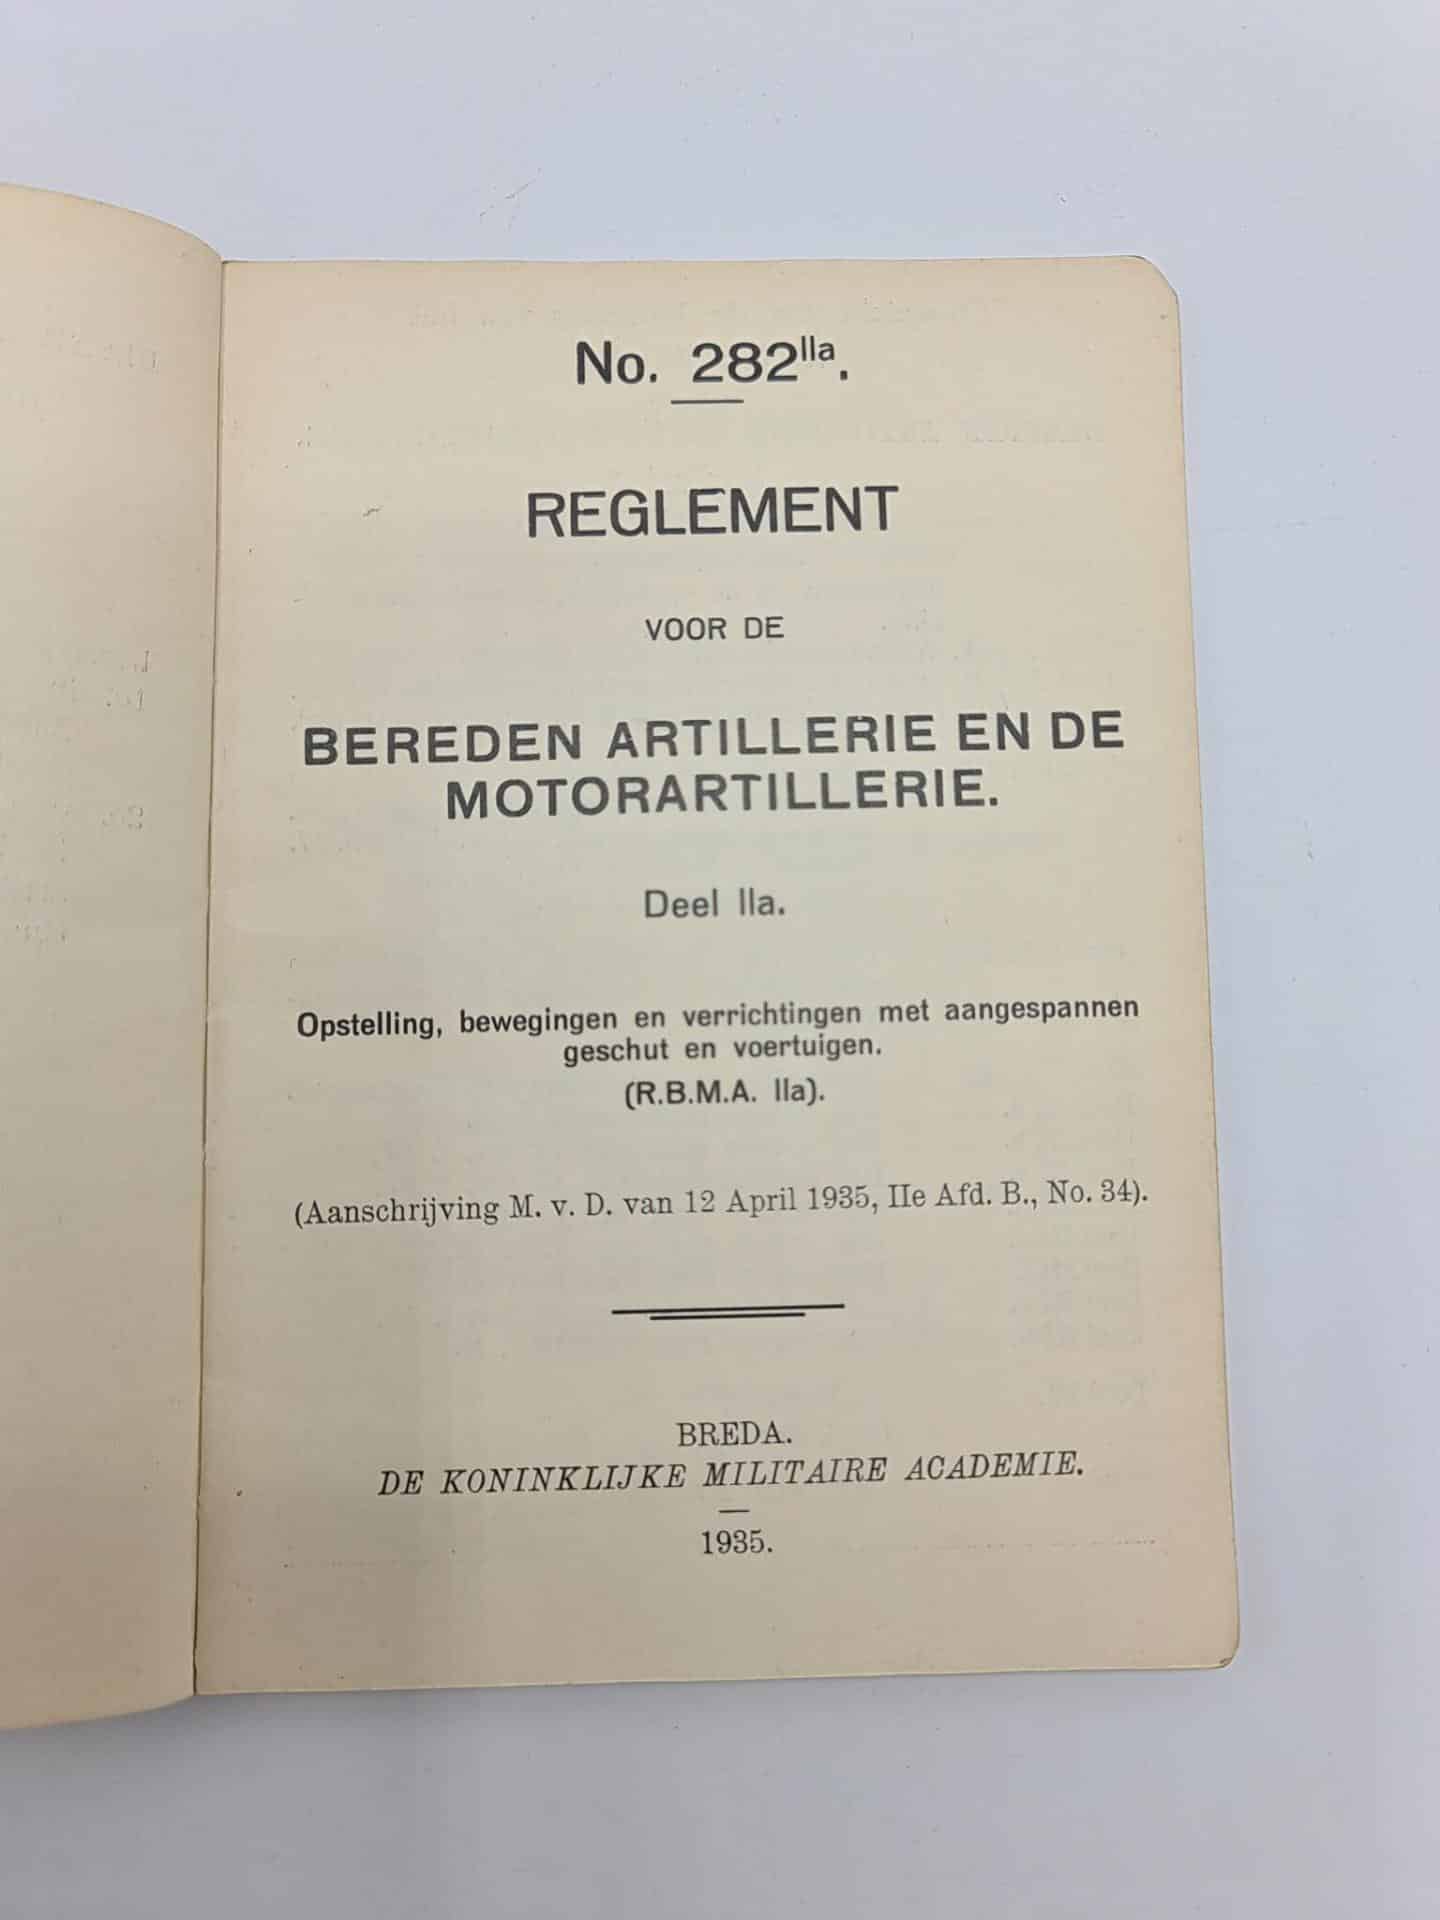 No. 282IIa.
REGLEMENT
VOOR DE
BEREDEN ARTILLERIE EN DE
MOTORARTILLERIE.
Deel IIa.
Opstelling, bewegingen en verrichtingen met aangespannen
geschut en voertuigen.
(R.B.M.A. IIa).
(Aanschrijving M. v. D. van 12 April 1935, IIe Afd. B., No. 34).
BREDA.
DE KONINKLIJKE MILITAIRE ACADEMIE.
1935.